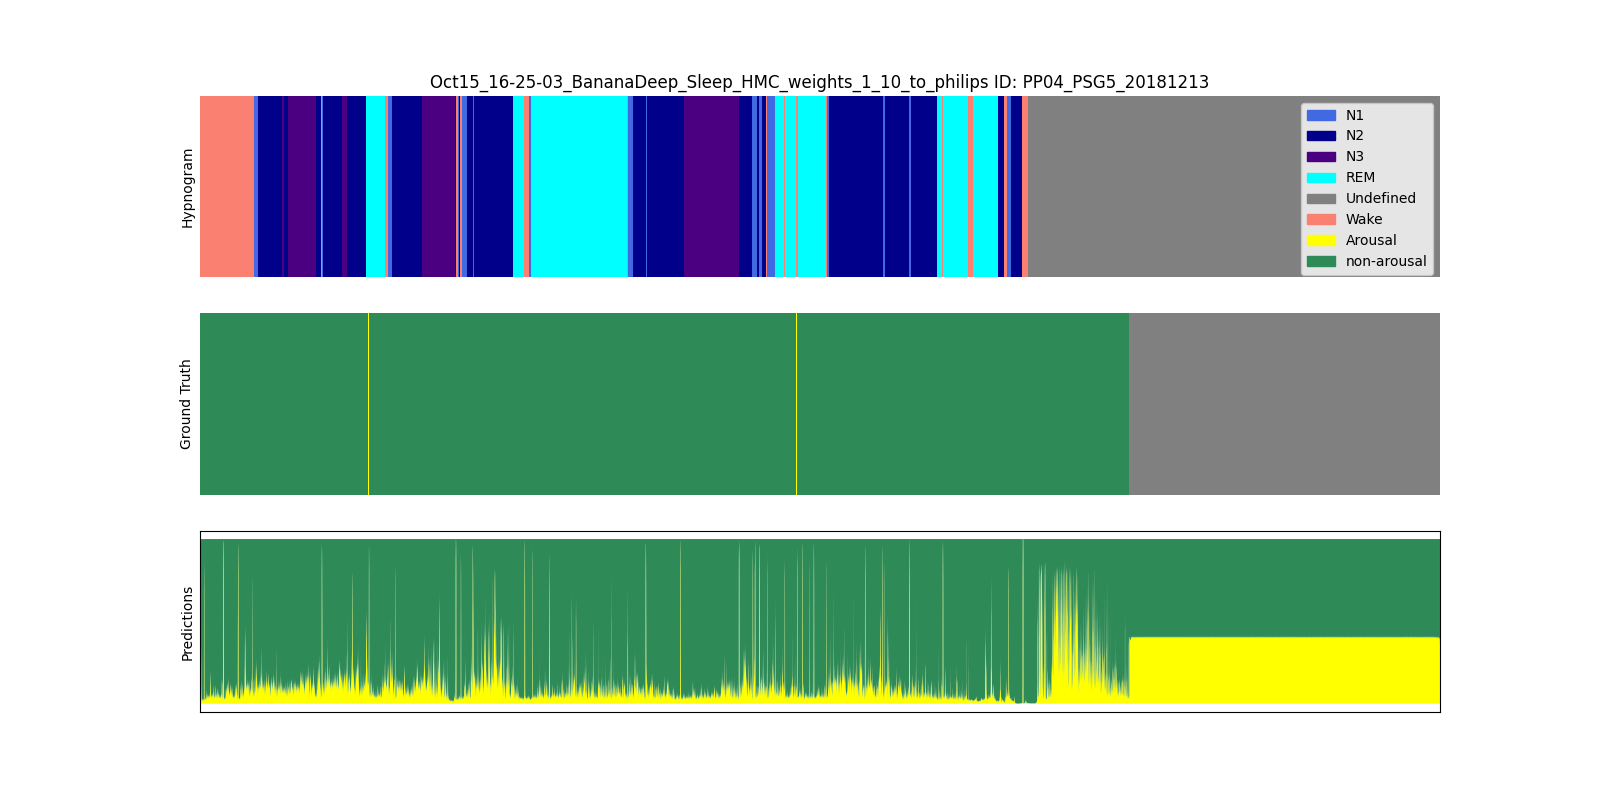 Oct15_16-25-03_BananaDeep_Sleep_HMC_weights_1_10_to_philips ID: PP04_PSG5_20181213
Hypnogram
N1
N2
N3
REM
Undefined
Wake
Arousal
non-arousal
Ground Truth
Predictions